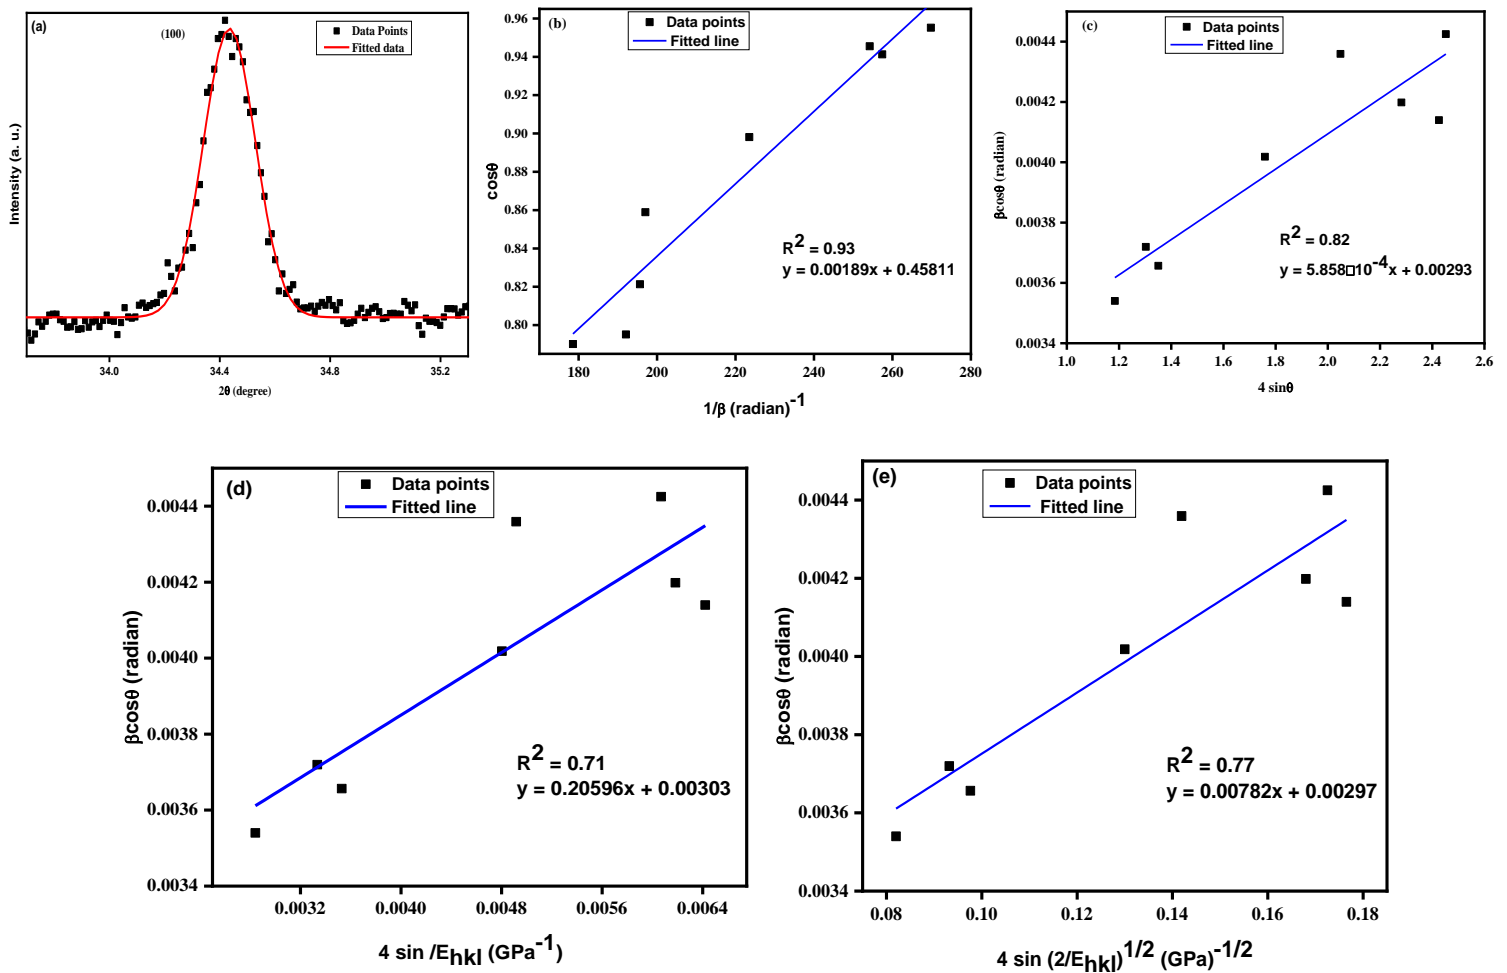 (a)
(100)
Data Points
Fitted data
Intensity (a. u.)
34.0
34.4
34.8
35.2
2θ (degree)
(b)
Data points
Fitted line
0.96
0.94
0.92
0.90
0.88
0.86
0.84
0.82
0.80
cosθ
R² = 0.93
y = 0.00189x + 0.45811
180
200
220
240
260
280
1/β (radian)⁻¹
(c)
Data points
Fitted line
0.0044
0.0042
0.0040
0.0038
0.0036
0.0034
βcosθ (radian)
R² = 0.82
y = 5.858□10⁻⁴x + 0.00293
1.0
1.2
1.4
1.6
1.8
2.0
2.2
2.4
2.6
4 sinθ
(d)
Data points
Fitted line
0.0044
0.0042
0.0040
0.0038
0.0036
0.0034
βcosθ (radian)
R² = 0.71
y = 0.20596x + 0.00303
0.0032
0.0040
0.0048
0.0056
0.0064
4 sin /Ehkl (GPa⁻¹)
(e)
Data points
Fitted line
0.0044
0.0042
0.0040
0.0038
0.0036
0.0034
βcosθ (radian)
R² = 0.77
y = 0.00782x + 0.00297
0.08
0.10
0.12
0.14
0.16
0.18
4 sin (2/Ehkl)¹/² (GPa)⁻¹/²